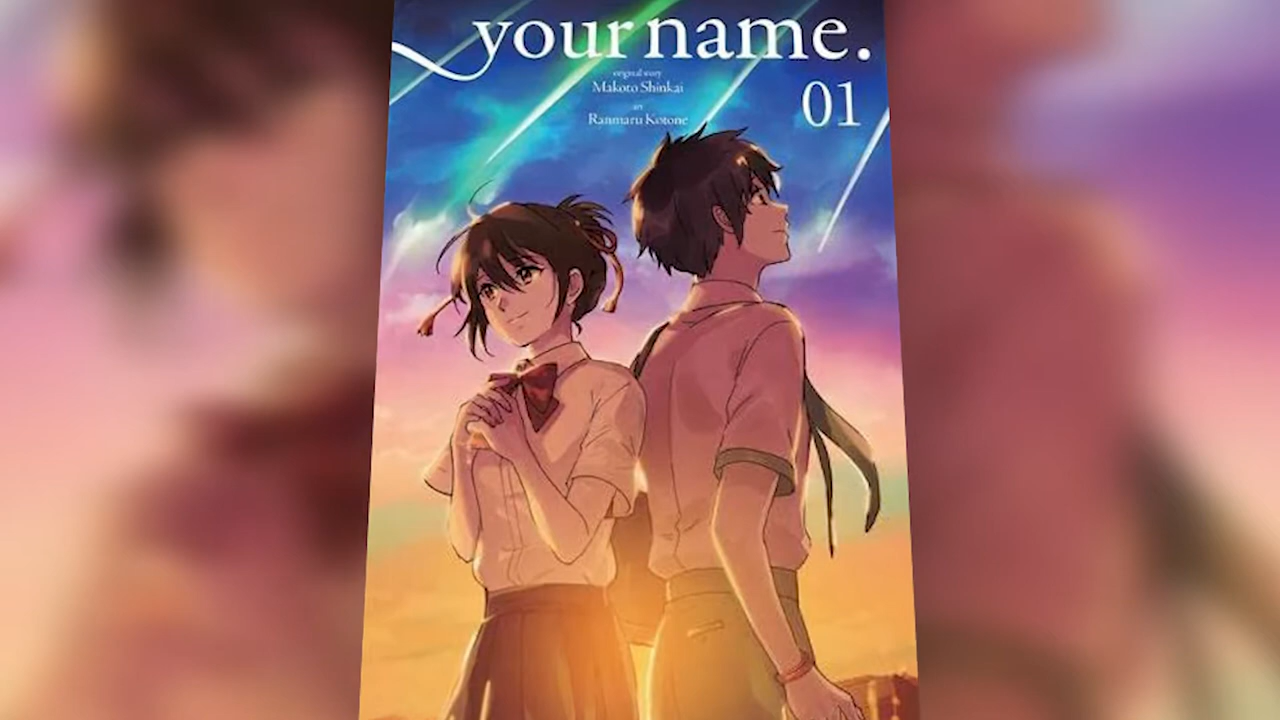 your name.
original story
Makoto Shinkai
01
art
Ranmaru Kotone